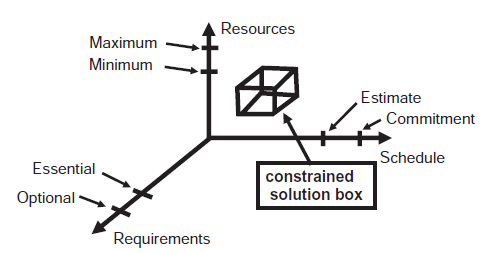 Resources
Maximum
Minimum
Estimate
Commitment
Schedule
Essential
constrained
solution box
Optional
Requirements